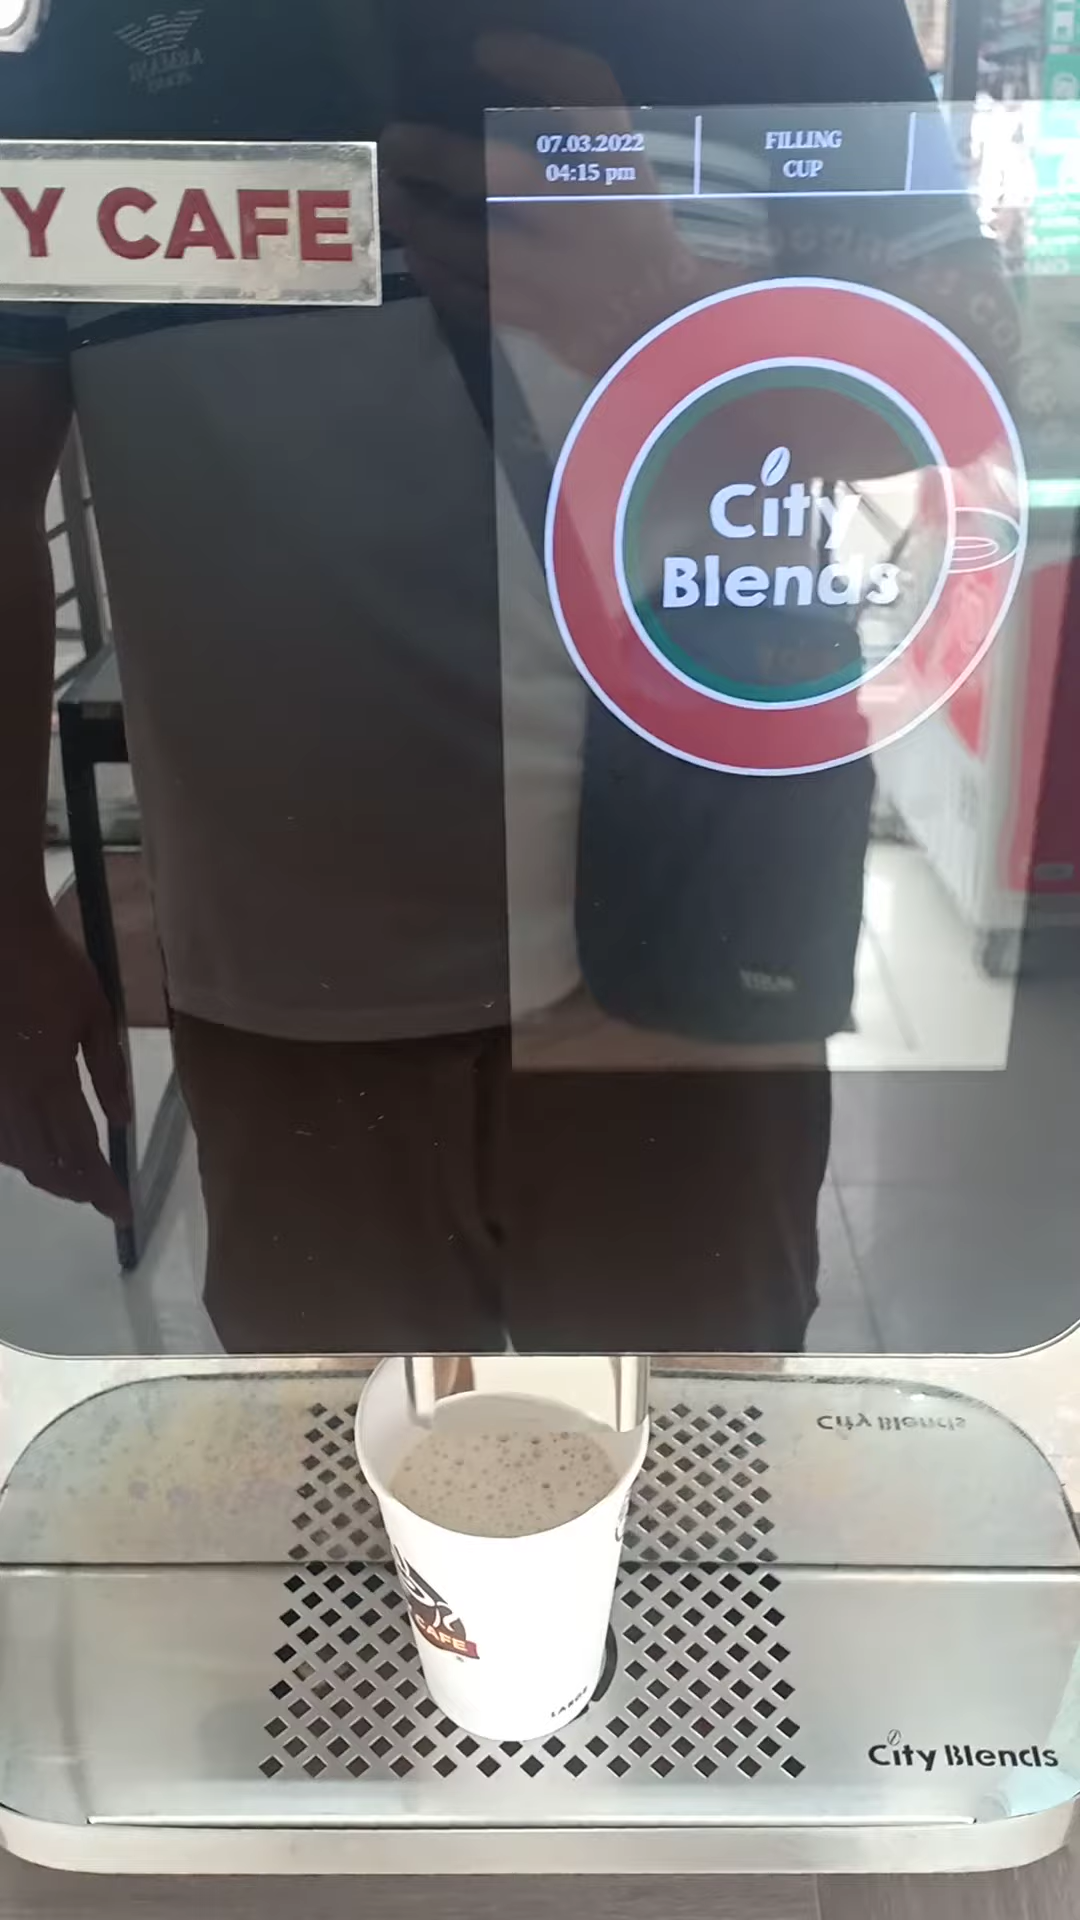 07.03.2022
04:15 pm
FILLING
CUP
Y CAFE
City
Blends
City Blends
CAFE
LARGE
City Blends